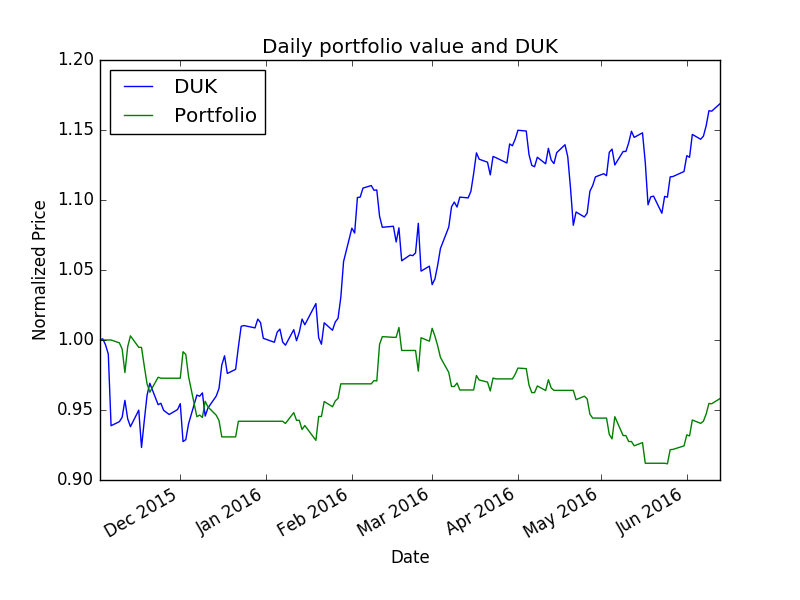 Daily portfolio value and DUK
DUK
Portfolio
Normalized Price
1.20
1.15
1.10
1.05
1.00
0.95
0.90
Dec 2015
Jan 2016
Feb 2016
Mar 2016
Apr 2016
May 2016
Jun 2016
Date